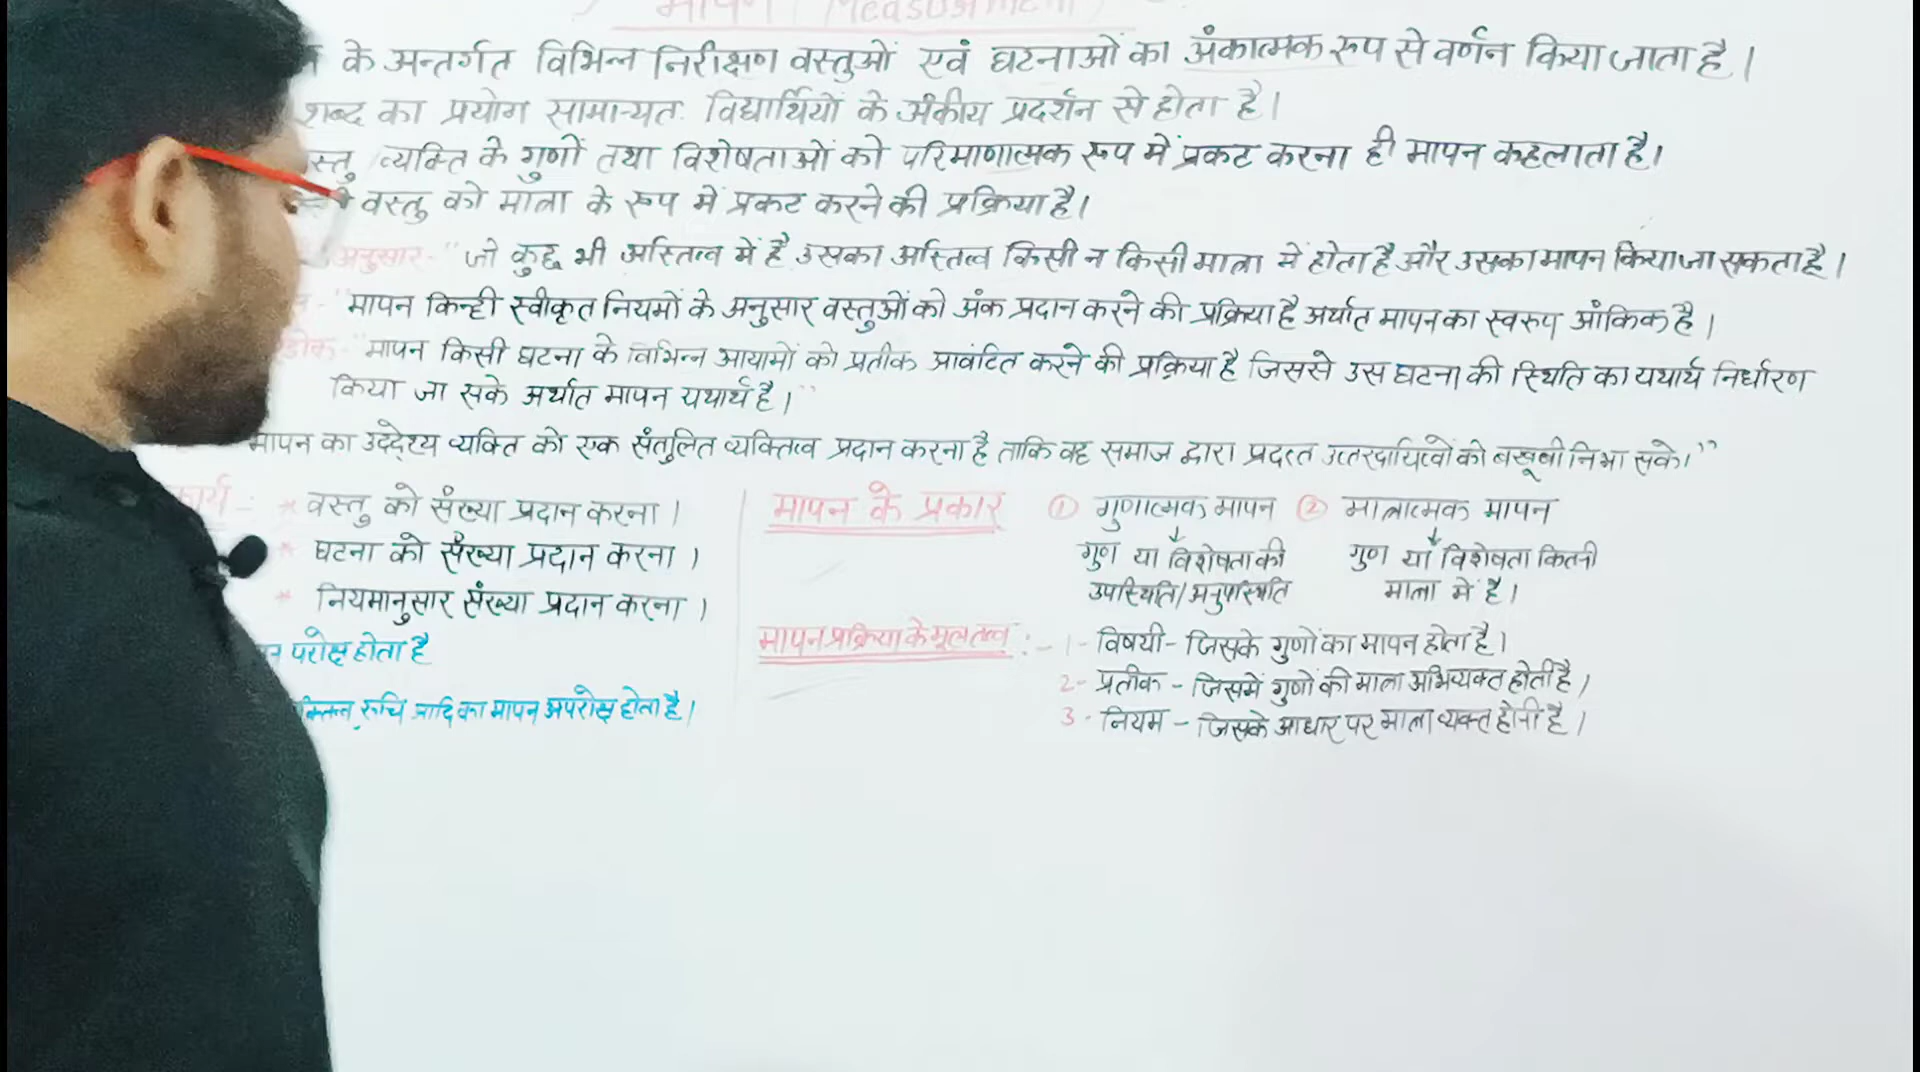 मापन (Measurement)
के अन्तर्गत विभिन्न निरीक्षण वस्तुओं एवं घटनाओं का अंकात्मक रूप से वर्णन किया जाता है।
शब्द का प्रयोग सामान्यतः विद्यार्थियों के अंकीय प्रदर्शन से होता है।
व्यक्ति के गुणों तथा विशेषताओं को परिमाणात्मक रूप में प्रकट करना ही मापन कहलाता है।
वस्तु को मात्रा के रूप में प्रकट करने की प्रक्रिया है।
अनुसार - "जो कुछ भी अस्तित्व में है उसका अस्तित्व किसी न किसी मात्रा में होता है और उसका मापन किया जा सकता है।
"मापन किन्ही स्वीकृत नियमों के अनुसार वस्तुओं को अंक प्रदान करने की प्रक्रिया है अर्थात मापन का स्वरुप आंकिक है।
"मापन किसी घटना के विभिन्न आयामों को प्रतीक आवंटित करने की प्रक्रिया है जिससे उस घटना की स्थिति का यथार्थ निर्धारण
किया जा सके अर्थात मापन यथार्थ है।"
मापन का उद्देश्य व्यक्ति को एक संतुलित व्यक्तित्व प्रदान करना है ताकि वह समाज द्वारा प्रदत्त उत्तरदायित्वों को बखूबी निभा सके।"
कार्य :- * वस्तु को संख्या प्रदान करना।
* घटना को संख्या प्रदान करना।
* नियमानुसार संख्या प्रदान करना।
परोक्ष होता है
रूचि आदि का मापन अपरोक्ष होता है।
मापन के प्रकार ① गुणात्मक मापन ② मात्रात्मक मापन
गुण या विशेषता की गुण या विशेषता कितनी
उपस्थिति/अनुपस्थिति मात्रा में है।
मापन प्रक्रिया के मूल तत्व :- 1- विषयी - जिसके गुणों का मापन होता है।
2- प्रतीक - जिसमें गुणों की मात्रा अभिव्यक्त होती है।
3- नियम - जिसके आधार पर मात्रा व्यक्त होती है।